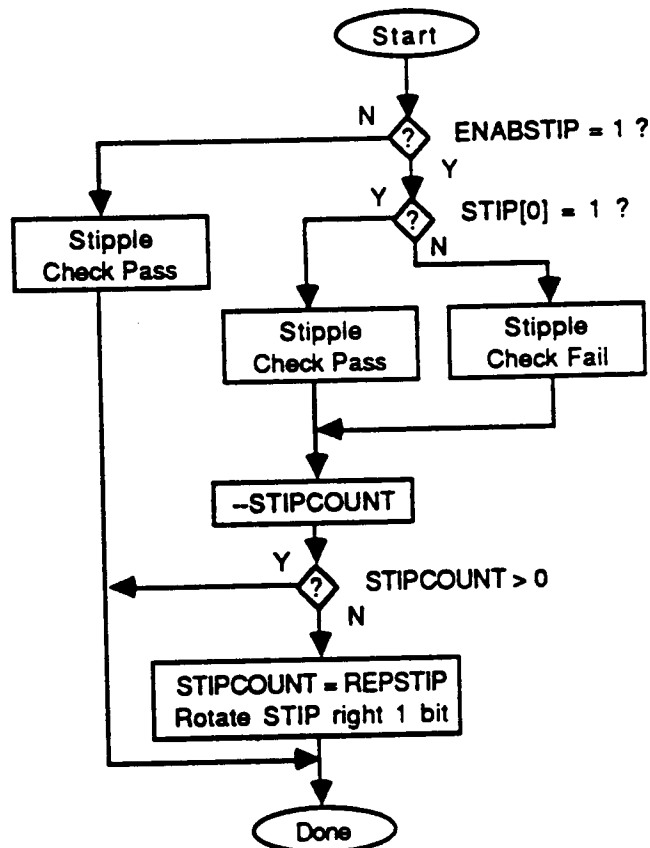 Start
N
?
ENABSTIP = 1 ?
Y
Y
?
STIP[0] = 1 ?
N
Stipple
Check Pass
Stipple
Check Pass
Stipple
Check Fail
--STIPCOUNT
Y
?
STIPCOUNT > 0
N
STIPCOUNT = REPSTIP
Rotate STIP right 1 bit
Done